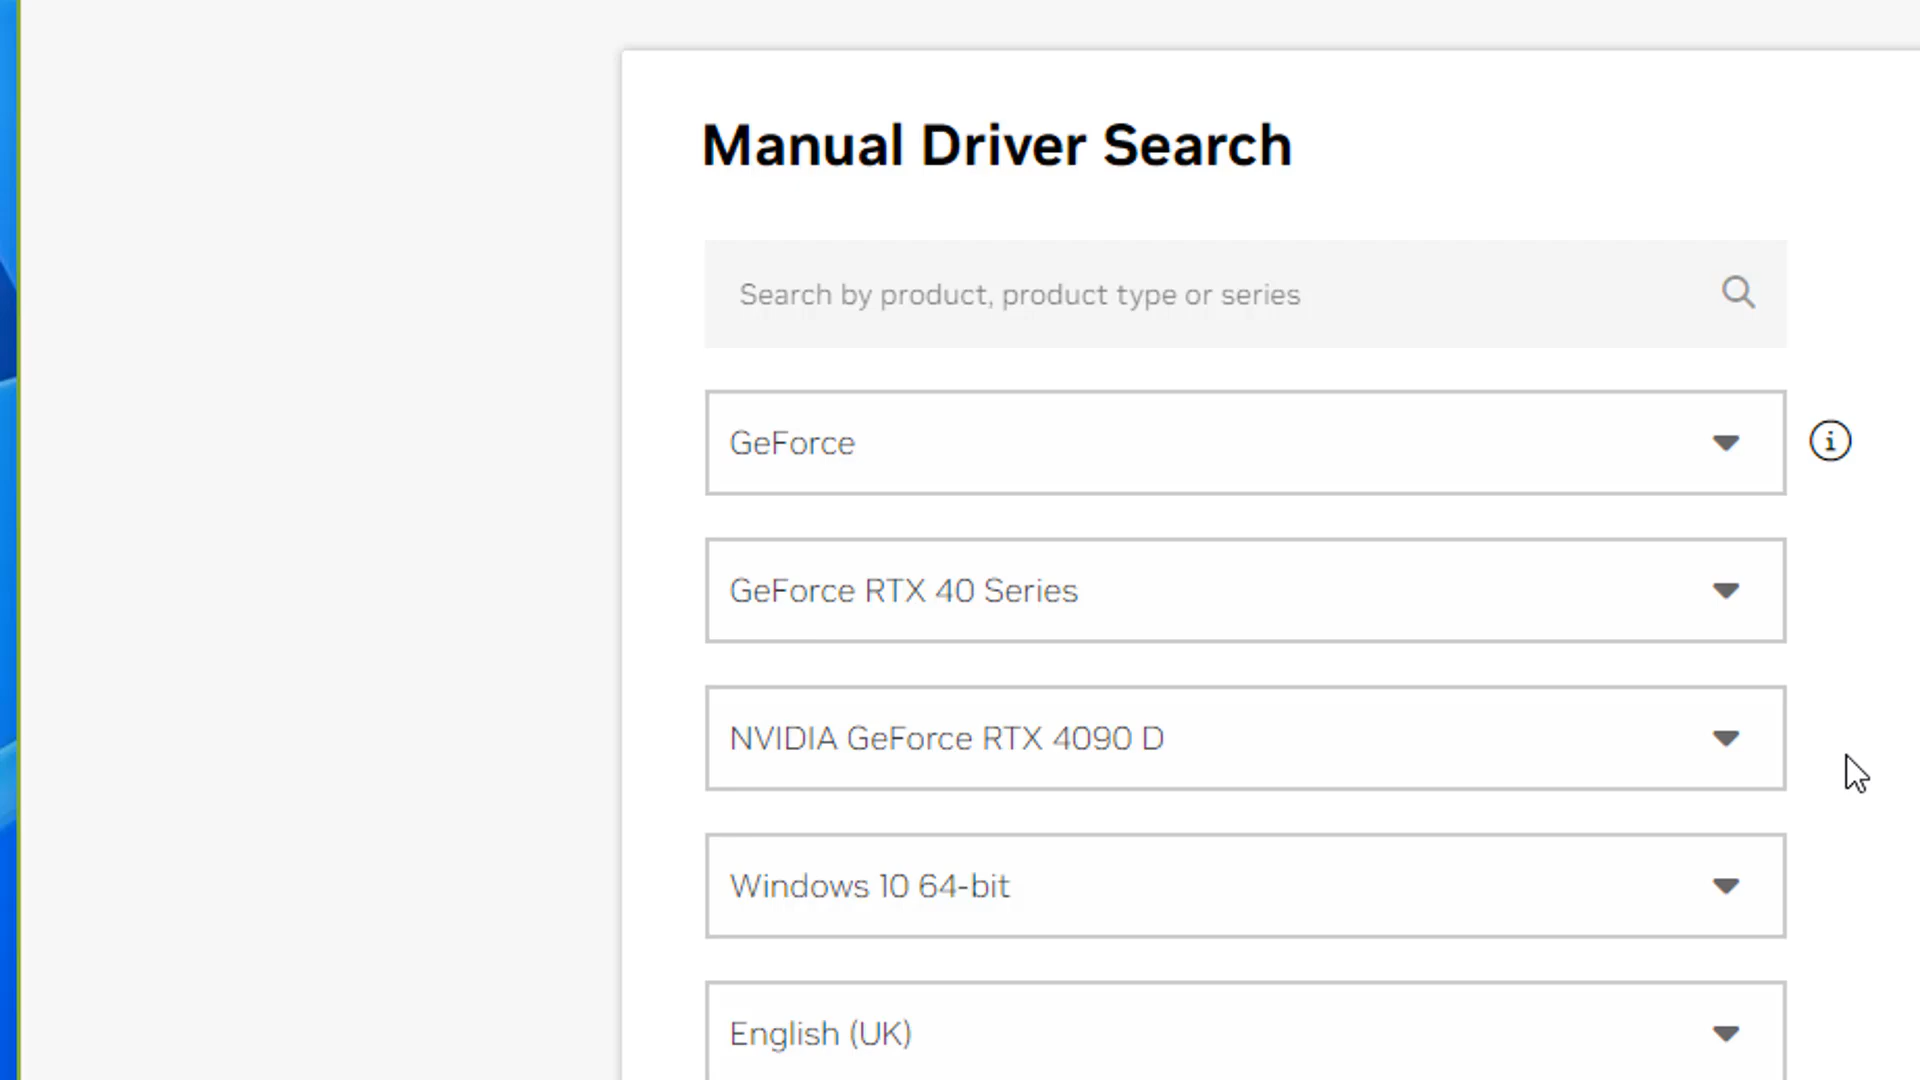 Manual Driver Search
Search by product, product type or series
GeForce
GeForce RTX 40 Series
NVIDIA GeForce RTX 4090 D
Windows 10 64-bit
English (UK)